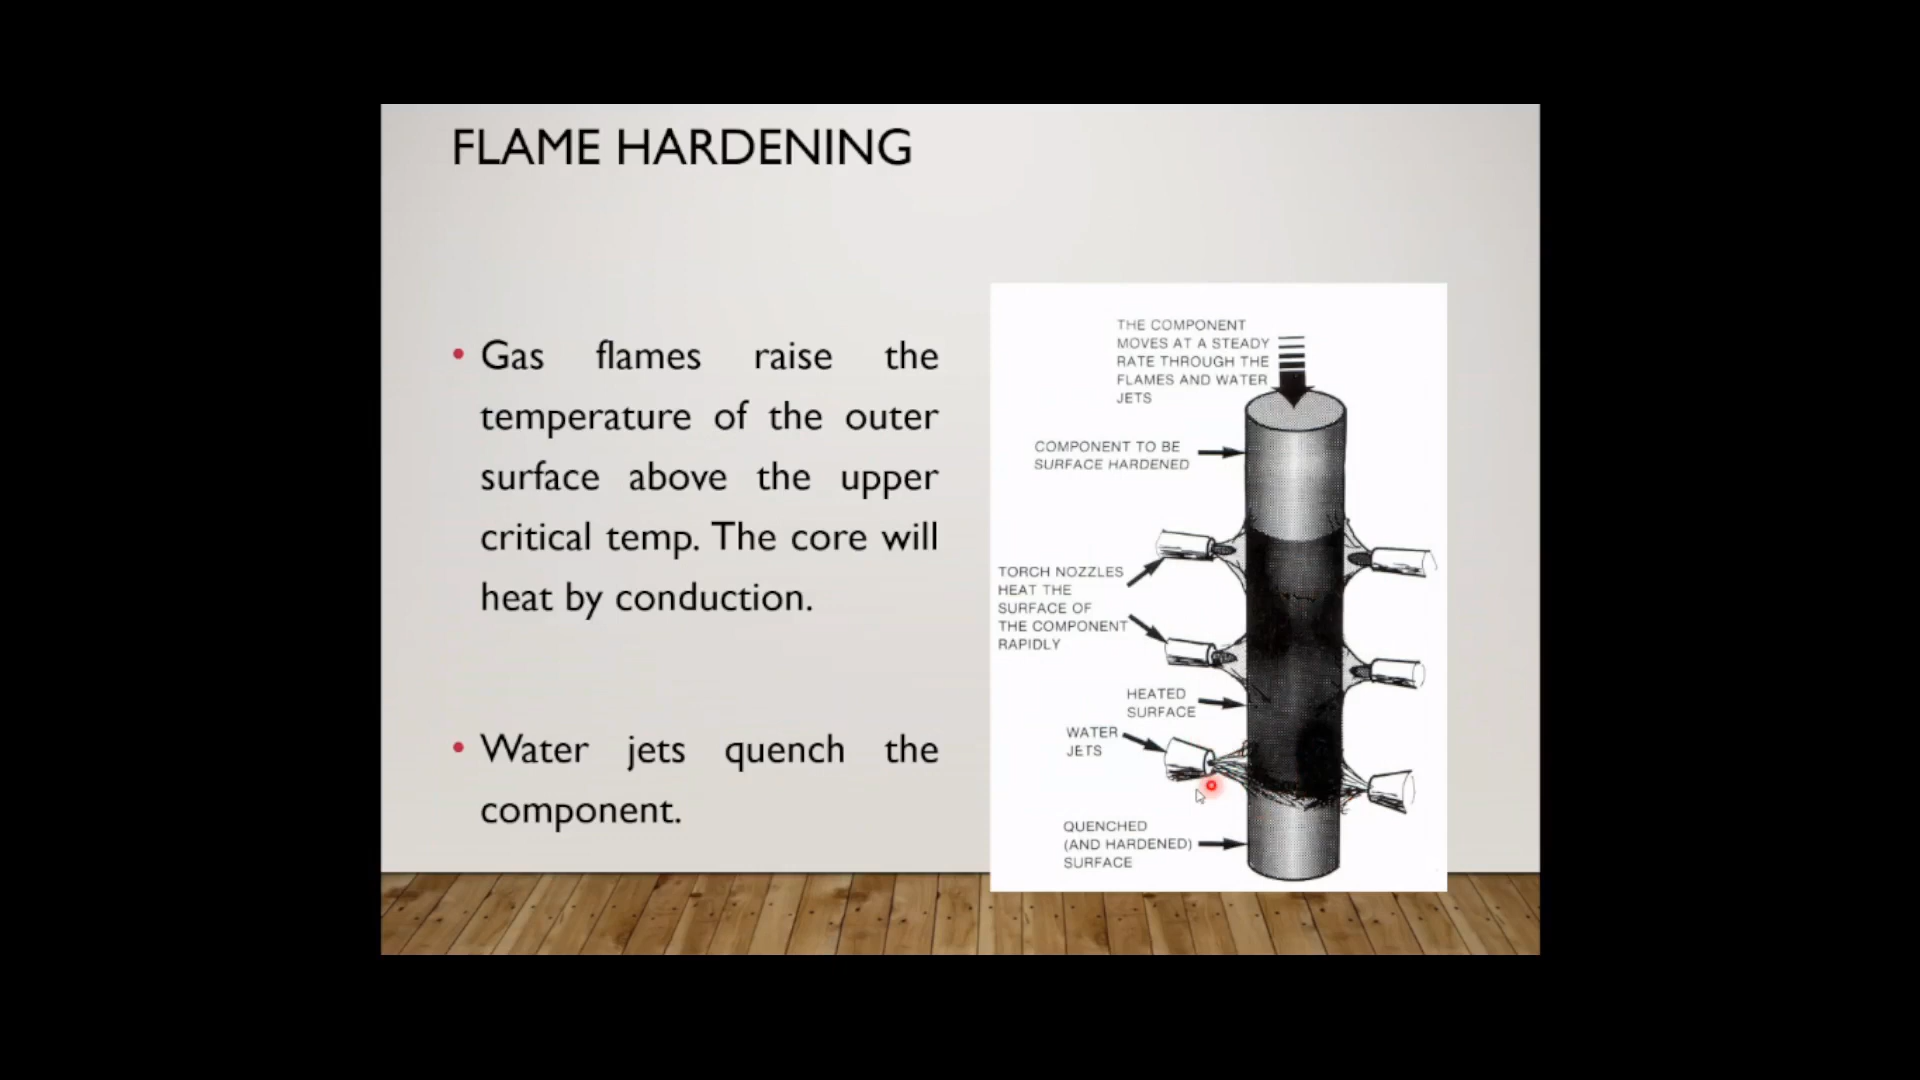 FLAME HARDENING
• Gas flames raise the
temperature of the outer
surface above the upper
critical temp. The core will
heat by conduction.
• Water jets quench the
component.
THE COMPONENT
MOVES AT A STEADY
RATE THROUGH THE
FLAMES AND WATER
JETS
COMPONENT TO BE
SURFACE HARDENED
TORCH NOZZLES
HEAT THE
SURFACE OF
THE COMPONENT
RAPIDLY
HEATED
SURFACE
WATER
JETS
QUENCHED
(AND HARDENED)
SURFACE